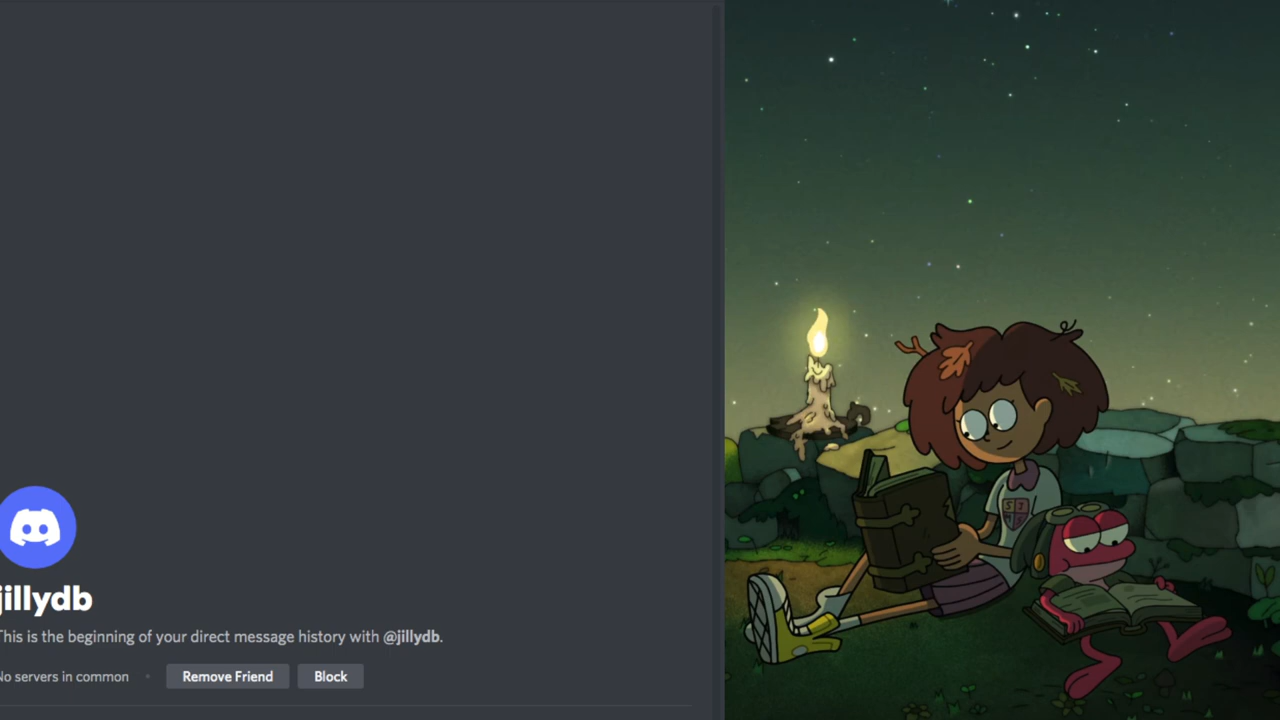 jillydb
This is the beginning of your direct message history with @jillydb.
No servers in common
Remove Friend
Block